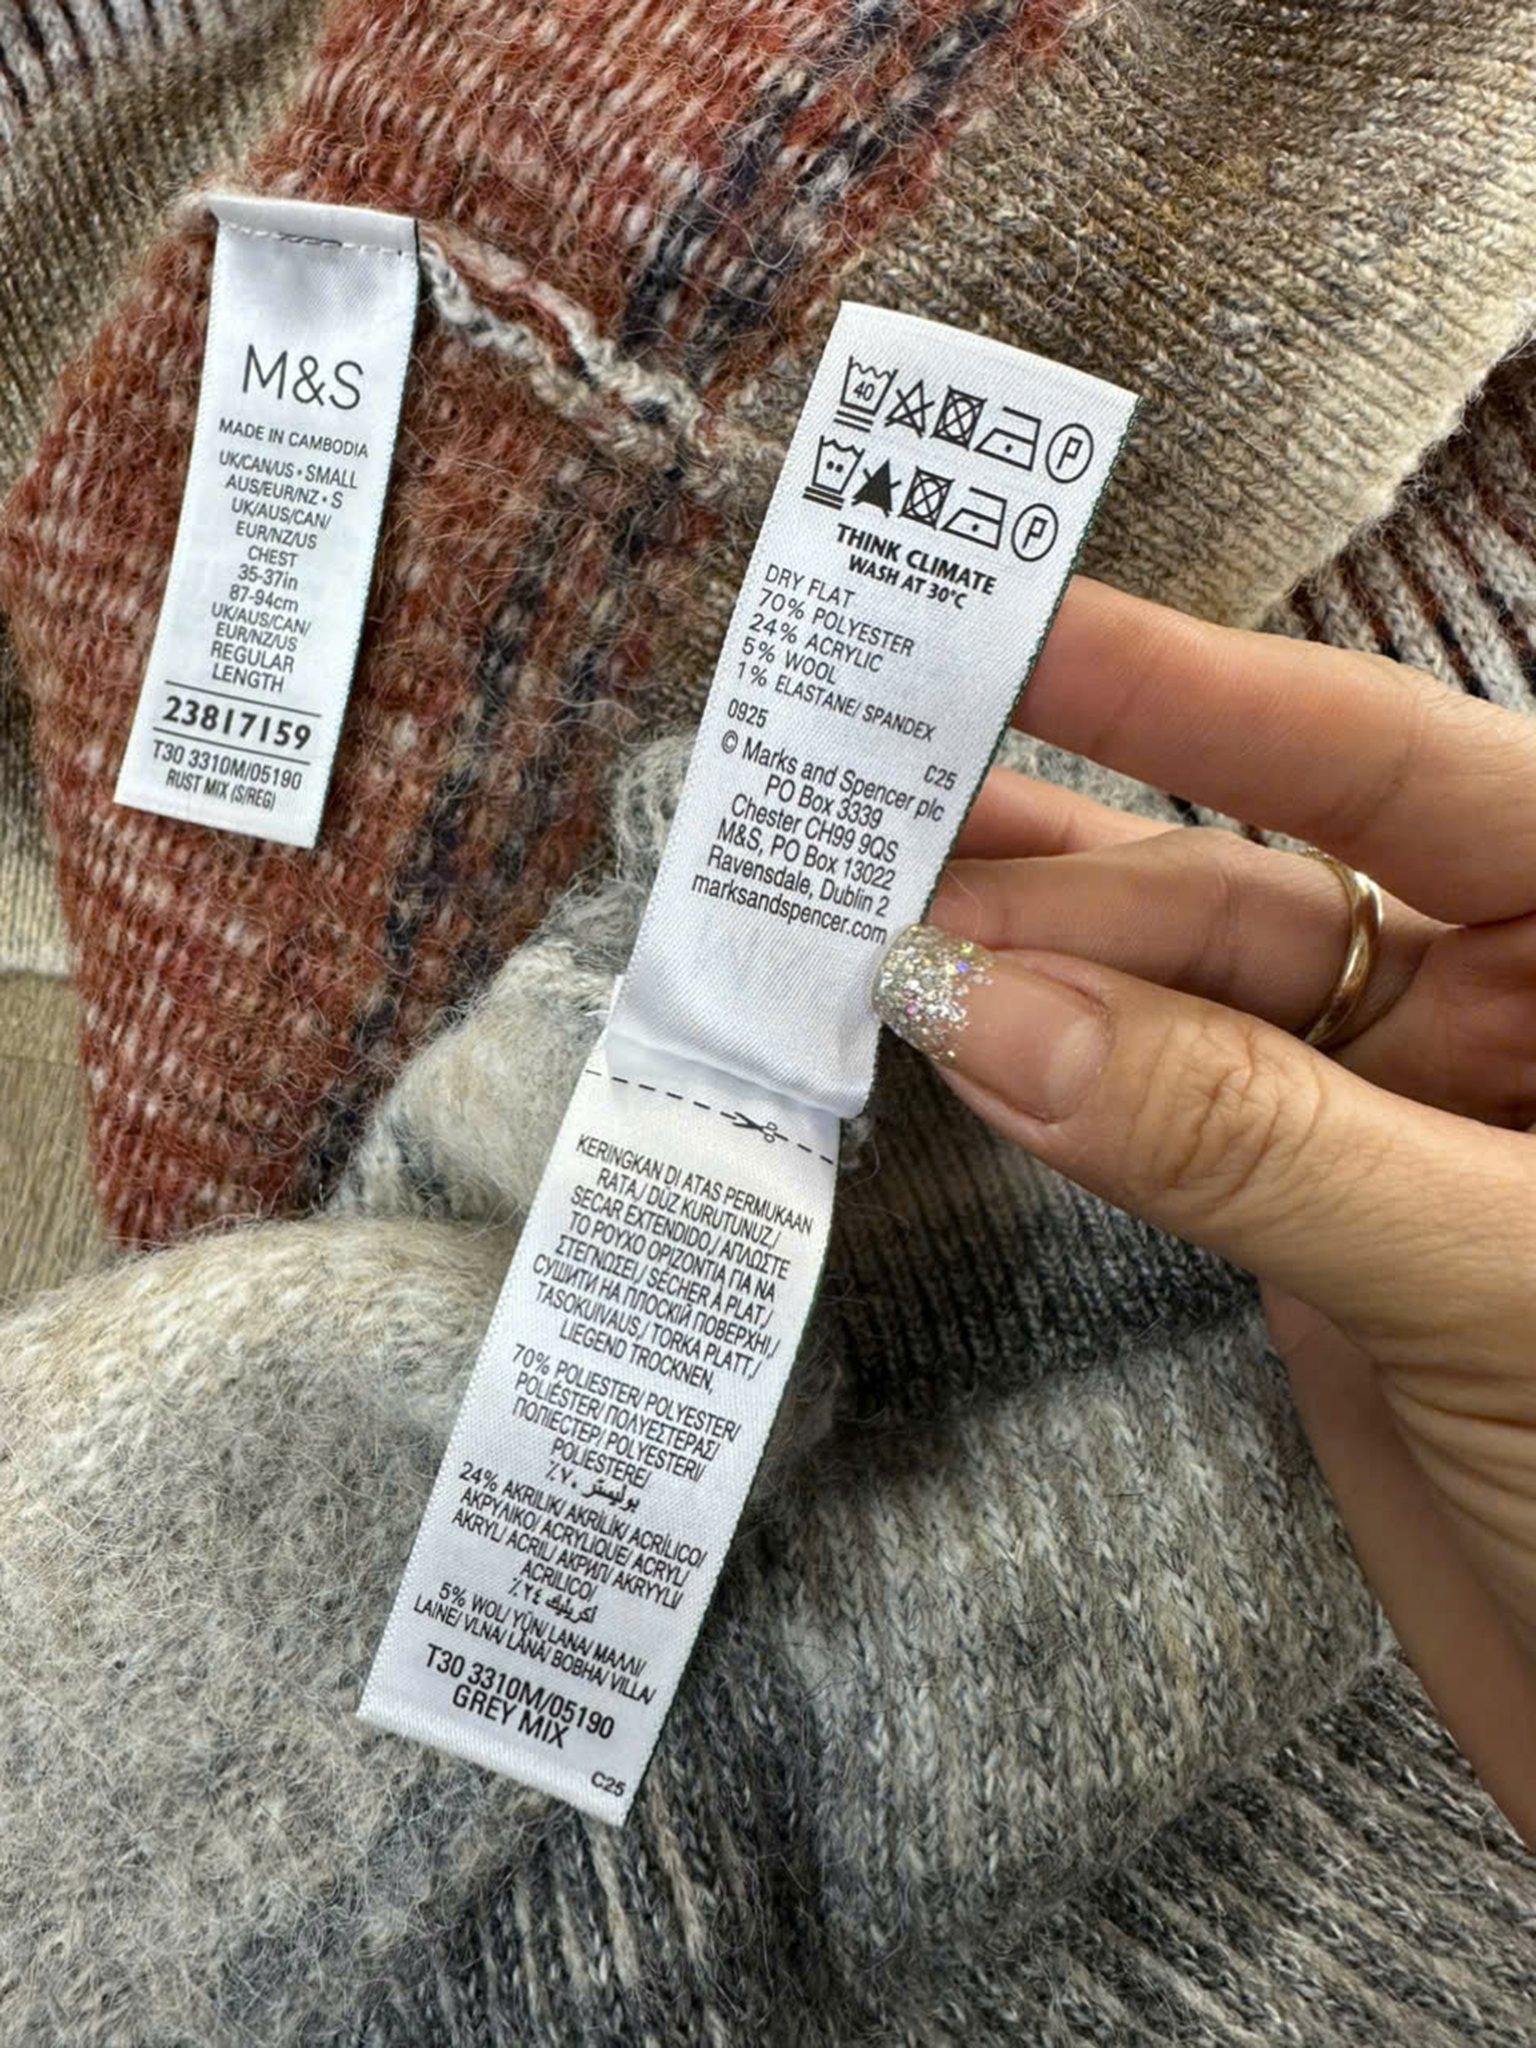 M&S
MADE IN CAMBODIA
UK/CAN/US • SMALL
AUS/EUR/NZ • S
UK/AUS/CAN/
EUR/NZ/US
CHEST
35-37in
87-94cm
UK/AUS/CAN/
EUR/NZ/US
REGULAR
LENGTH
23817159
T30 3310M/05190
RUST MIX (S/REG)
40
P
P
THINK CLIMATE
WASH AT 30°C
DRY FLAT
70% POLYESTER
24% ACRYLIC
5% WOOL
1% ELASTANE/ SPANDEX
0925 C25
© Marks and Spencer plc
PO Box 3339
Chester CH99 9QS
M&S, PO Box 13022
Ravensdale, Dublin 2
marksandspencer.com
KERINGKAN DI ATAS PERMUKAAN
RATA,/ DÜZ KURUTUNUZ,/
SECAR EXTENDIDO,/ ΑΠΛΩΣΤΕ
ΤΟ ΡΟΥΧΟ ΟΡΙΖΟΝΤΙΑ ΓΙΑ ΝΑ
ΣΤΕΓΝΩΣΕΙ,/ SÉCHER À PLAT,/
СУШИТИ НА ПЛОСКІЙ ПОВЕРХНІ,/
TASOKUIVAUS,/ TORKA PLATT,/
LIEGEND TROCKNEN,
70% POLIESTER/ POLYESTER/
POLIÉSTER/ ΠΟΛΥΕΣΤΕΡΑΣ/
ПОЛІЕСТЕР/ POLYESTERI/
POLIESTERE/
بوليستر ٧٠٪
24% AKRILIK/ AKRİLİK/ ACRÍLICO/
ΑΚΡΥΛΙΚΟ/ ACRYLIQUE/ ACRYL/
AKRYL/ ACRIL/ АКРИЛ/ AKRYYLI/
ACRILICO/
اكريليك ٢٤٪
5% WOL/ YÜN/ LANA/ ΜΑΛΛΙ/
LAINE/ VLNA/ LÂNĂ/ ВОВНА/ VILLA/
T30 3310M/05190
GREY MIX
C25